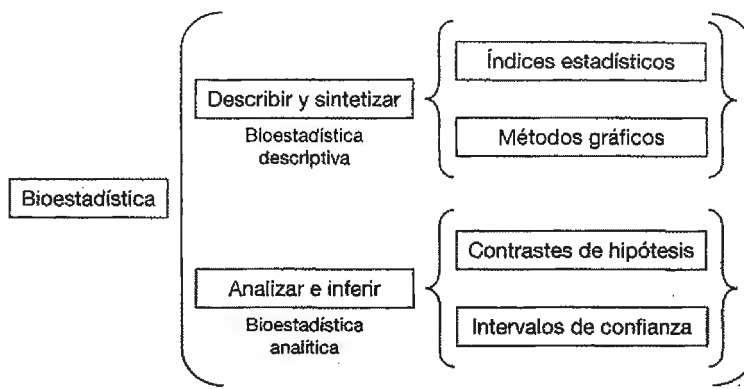 Bioestadística
Describir y sintetizar
Bioestadística
descriptiva
Índices estadísticos
Métodos gráficos
Analizar e inferir
Bioestadística
analítica
Contrastes de hipótesis
Intervalos de confianza